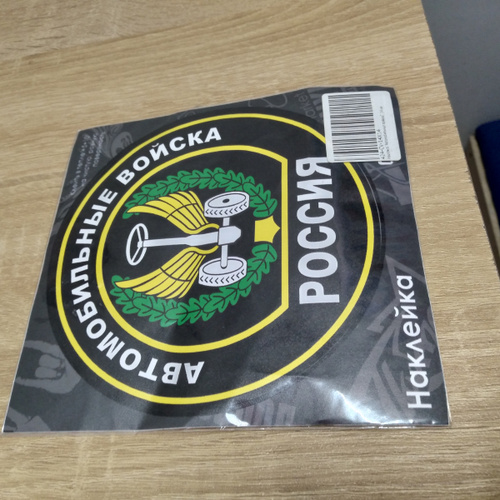 АВТОМОБИЛЬНЫЕ ВОЙСКА
РОССИЯ
Наклейка